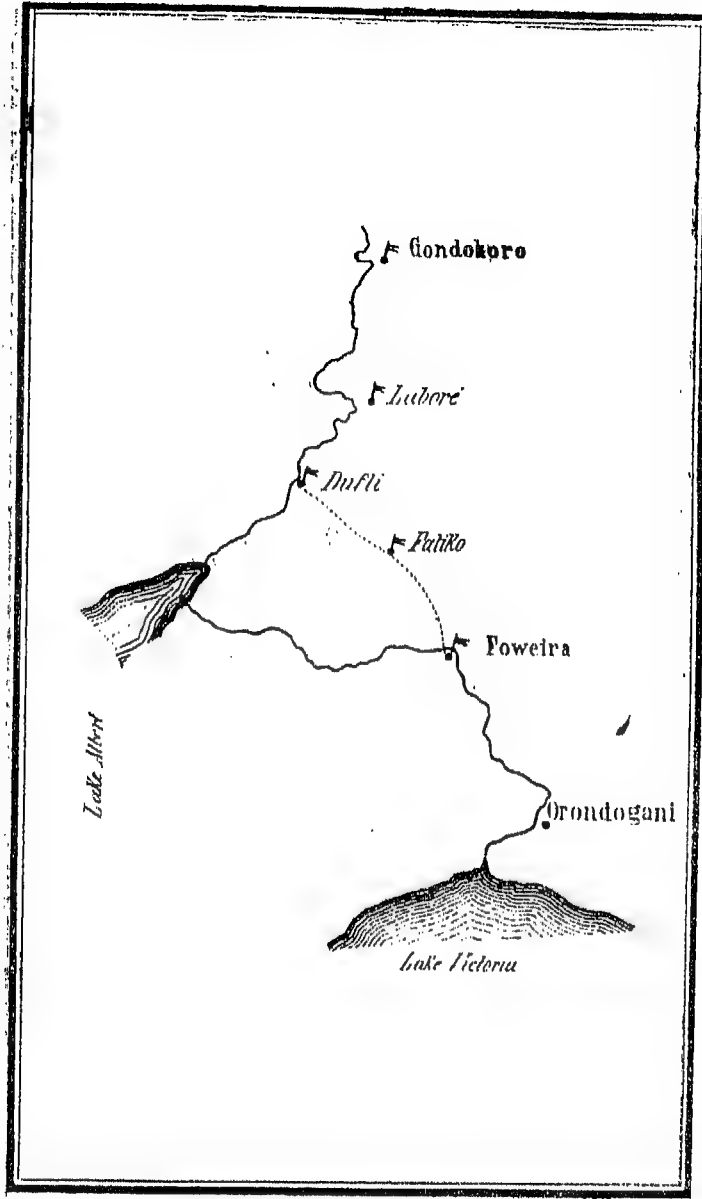 Gondokoro
Laboré
Dufli
Fatiko
Foweira
Lake Albert
Orondogani
Lake Victoria